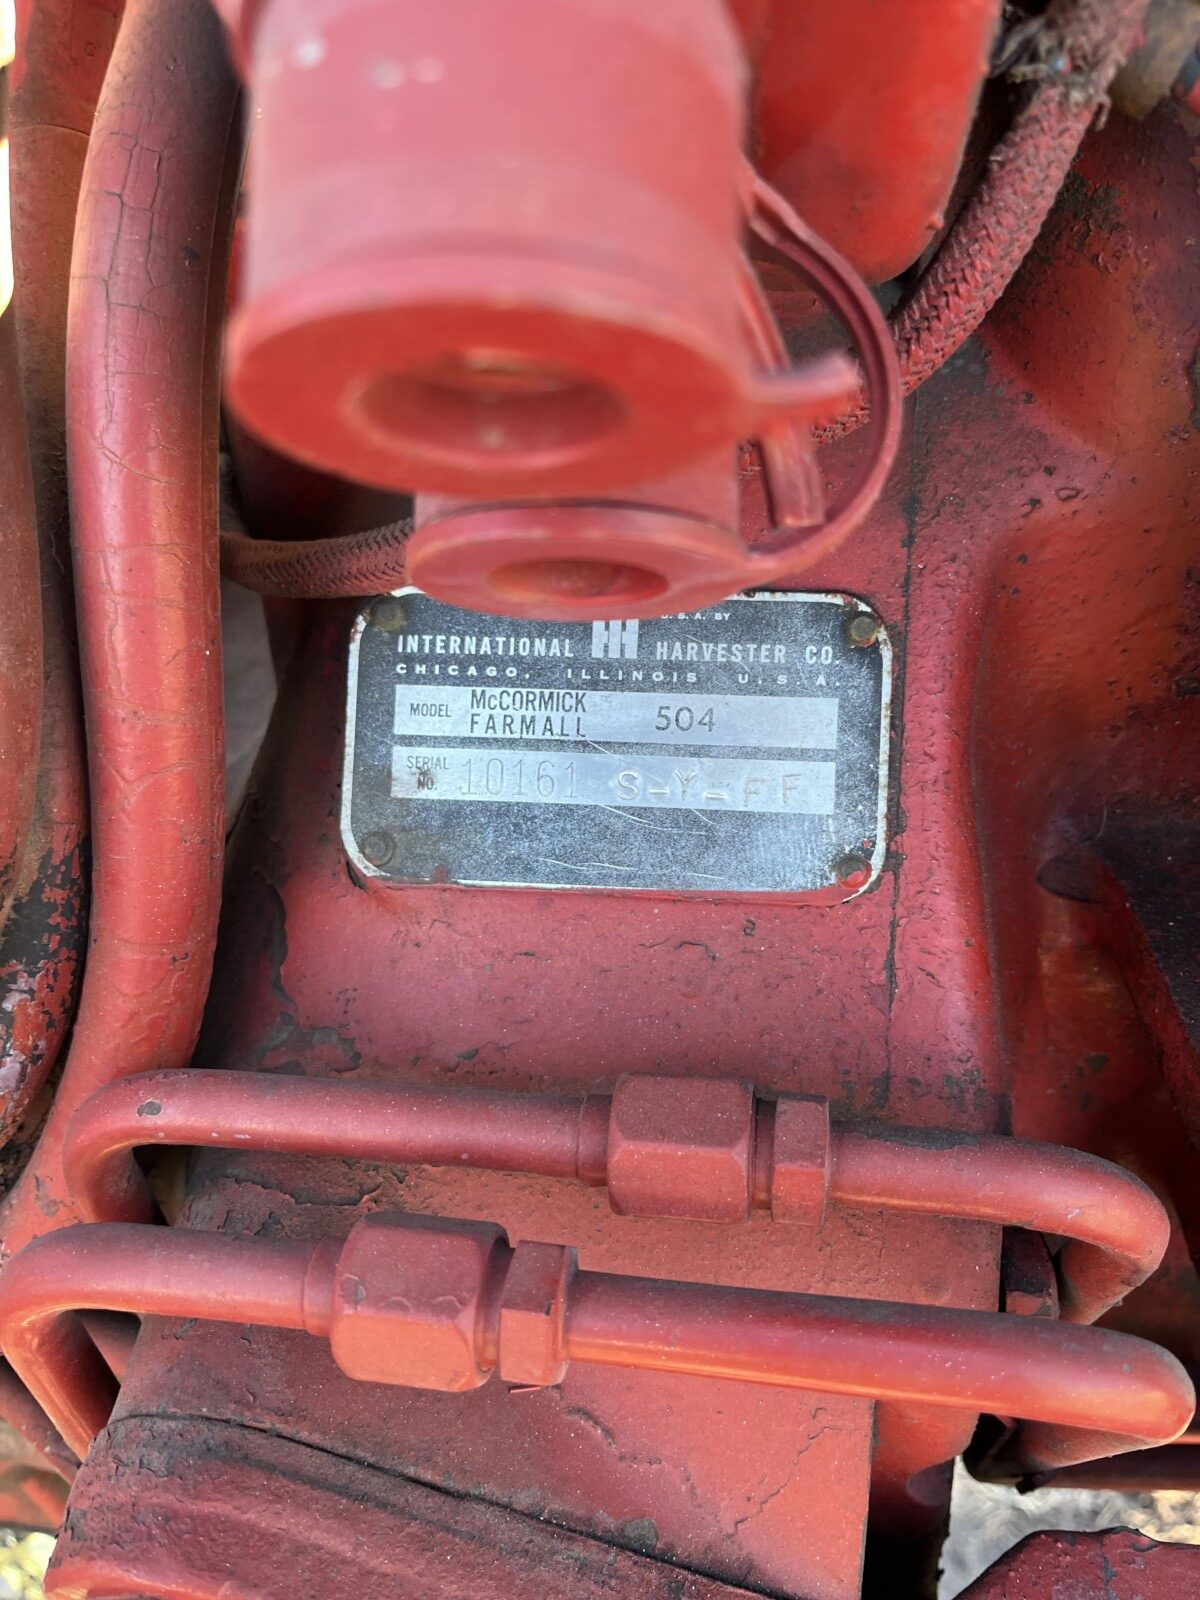 U.S.A. BY
INTERNATIONAL IH HARVESTER CO.
CHICAGO, ILLINOIS U.S.A.
MODEL McCORMICK FARMALL 504
SERIAL NO. 10161 S-Y-FF